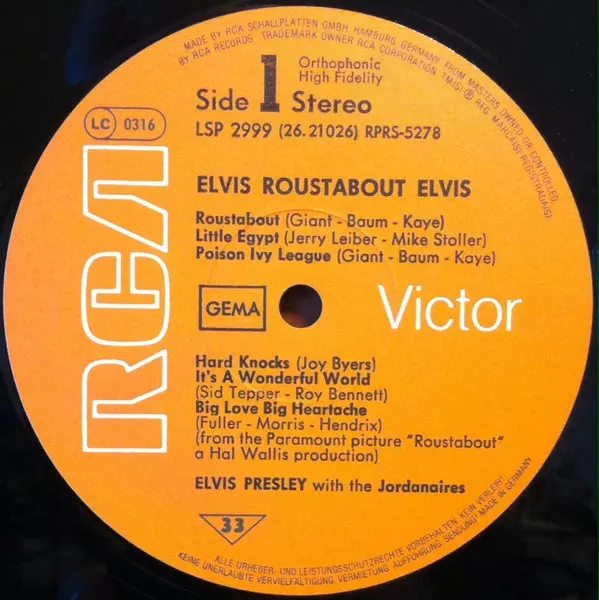 MADE BY RCA SCHALLPLATTEN GMBH, HAMBURG, GERMANY, FROM MASTERS OWNED OR CONTROLLED
BY RCA RECORDS TRADEMARK OWNER RCA CORPORATION TM(S) ® REG. MARCA(S) REGISTRADA(S)
Orthophonic
High Fidelity
Side 1 Stereo
LC 0316
LSP 2999 (26.21026) RPRS-5278
ELVIS ROUSTABOUT ELVIS
Roustabout (Giant - Baum - Kaye)
Little Egypt (Jerry Leiber - Mike Stoller)
Poison Ivy League (Giant - Baum - Kaye)
RCA
GEMA
Victor
Hard Knocks (Joy Byers)
It's A Wonderful World
(Sid Tepper - Roy Bennett)
Big Love Big Heartache
(Fuller - Morris - Hendrix)
(from the Paramount picture "Roustabout"
a Hal Wallis production)
ELVIS PRESLEY with the Jordanaires
33
ALLE URHEBER- UND LEISTUNGSSCHUTZRECHTE VORBEHALTEN. KEIN VERLEIH!
KEINE UNERLAUBTE VERVIELFÄLTIGUNG, VERMIETUNG, AUFFÜHRUNG, SENDUNG! MADE IN GERMANY